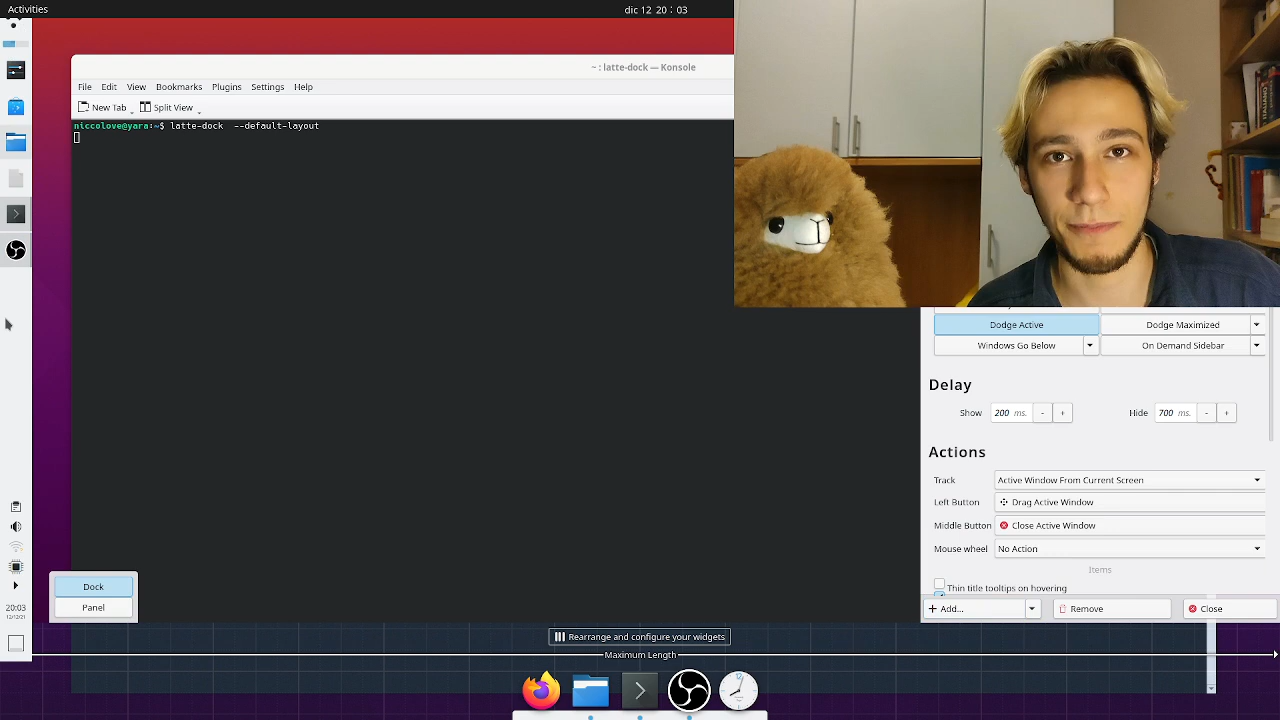 Activities
dic 12 20:03
~ : latte-dock — Konsole
File Edit View Bookmarks Plugins Settings Help
New Tab Split View
niccolove@yara:~$ latte-dock --default-layout
Dodge Active Dodge Maximized
Windows Go Below On Demand Sidebar
Delay
Show 200 ms. - + Hide 700 ms. - +
Actions
Track Active Window From Current Screen
Left Button Drag Active Window
Middle Button Close Active Window
Mouse wheel No Action
Items
Thin title tooltips on hovering
Add... Remove Close
Dock
Panel
20:03
12/12/21
Rearrange and configure your widgets
Maximum Length
12